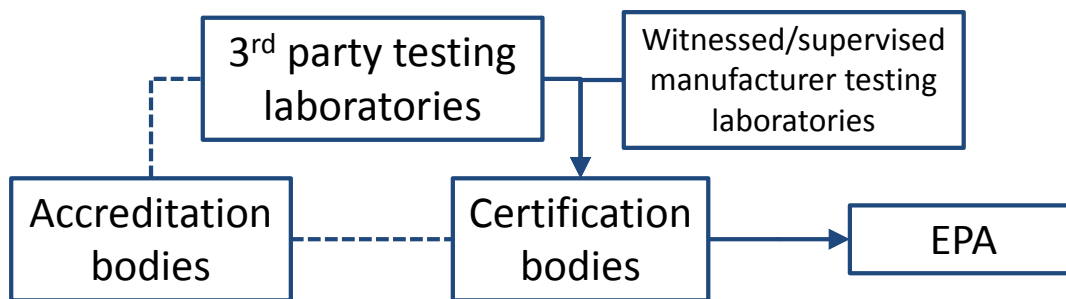 3rd party testing
laboratories
Witnessed/supervised
manufacturer testing
laboratories
Accreditation
bodies
Certification
bodies
EPA